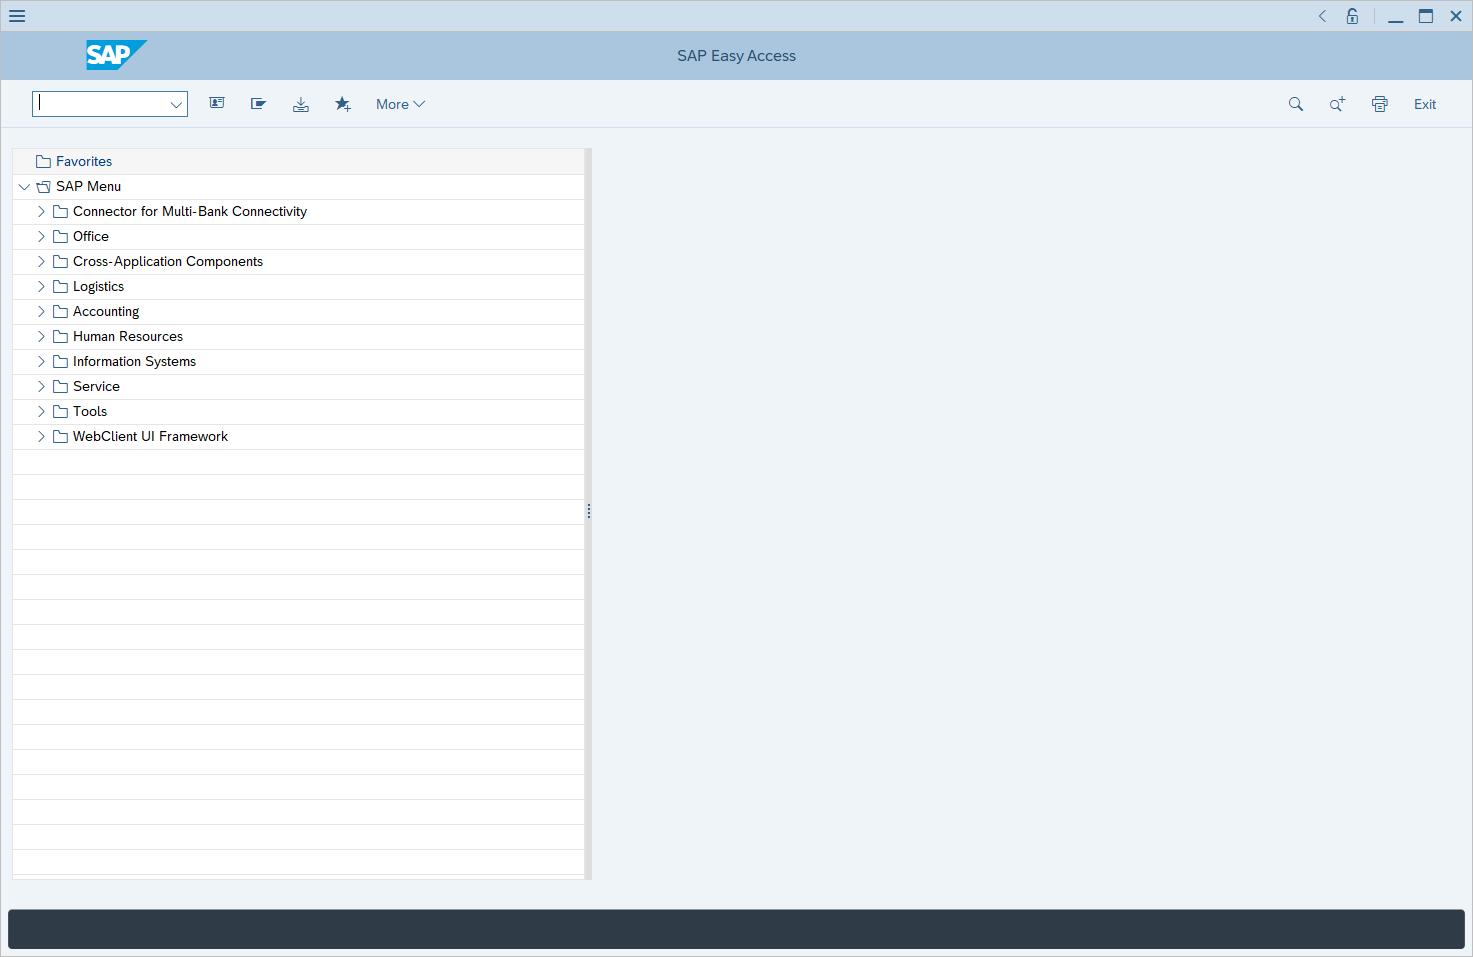 SAP
SAP Easy Access
More
Exit
Favorites
SAP Menu
Connector for Multi-Bank Connectivity
Office
Cross-Application Components
Logistics
Accounting
Human Resources
Information Systems
Service
Tools
WebClient UI Framework